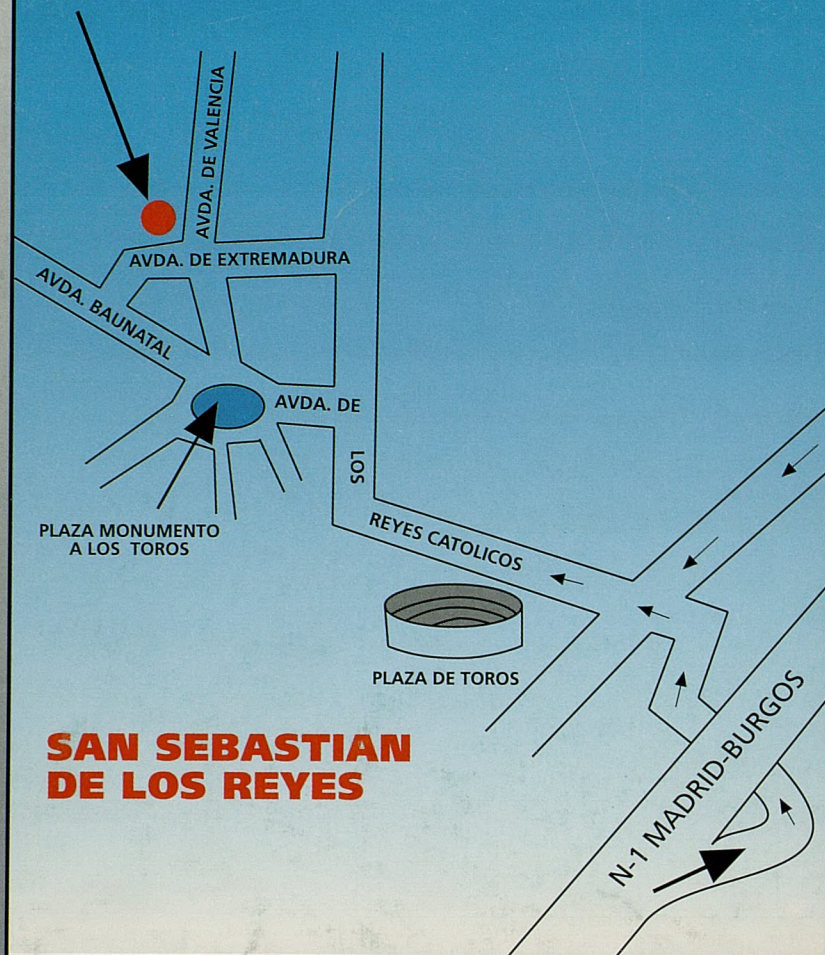 AVDA. DE VALENCIA
AVDA. DE EXTREMADURA
AVDA. BAUNATAL
AVDA. DE
LOS
REYES CATOLICOS
PLAZA MONUMENTO
A LOS TOROS
PLAZA DE TOROS
SAN SEBASTIAN
DE LOS REYES
N-1 MADRID-BURGOS